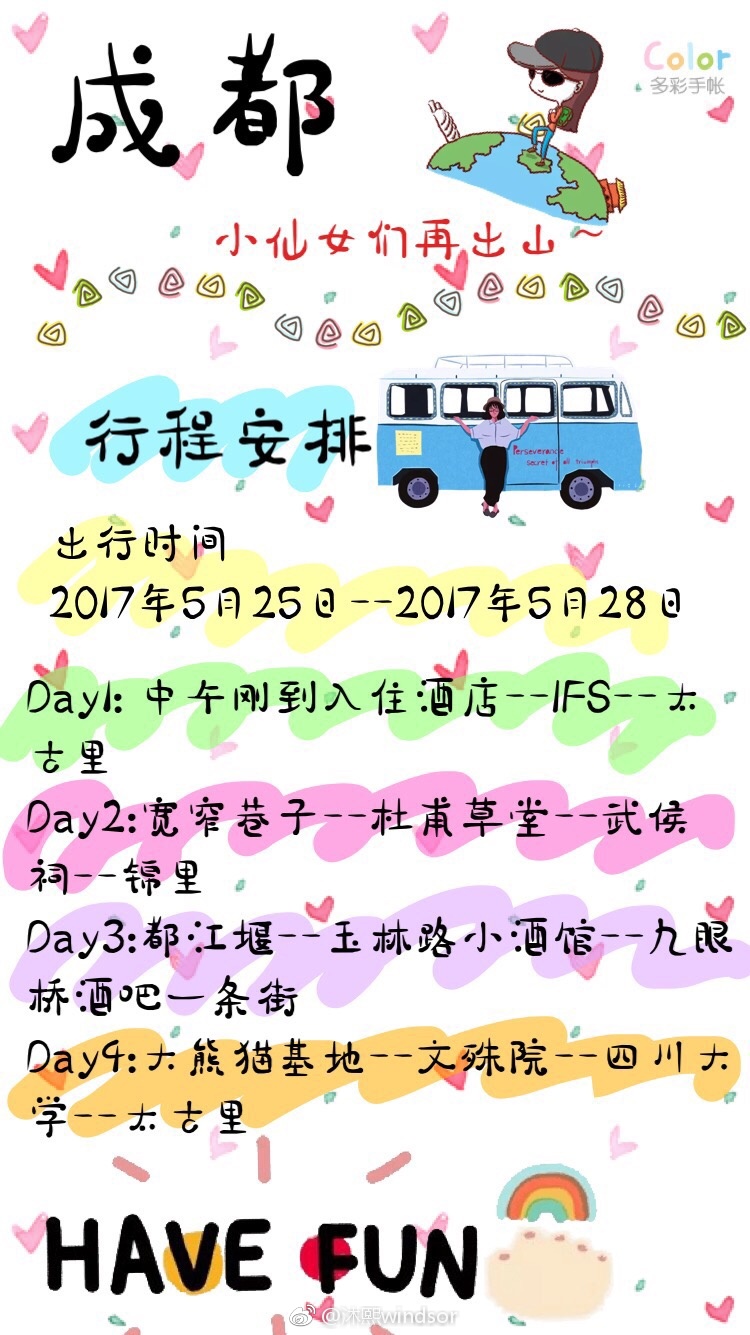 成都
Color
多彩手帐
小仙女们再出山~
行程安排
Perseverance
secret of all triumphs
出行时间
2017年5月25日--2017年5月28日
Day1: 中午刚到入住酒店--IFS--太
古里
Day2:宽窄巷子--杜甫草堂--武侯
祠--锦里
Day3:都江堰--玉林路小酒馆--九眼
桥酒吧一条街
Day4:大熊猫基地--文殊院--四川大
学--太古里
HAVE FUN
@沐熙windsor